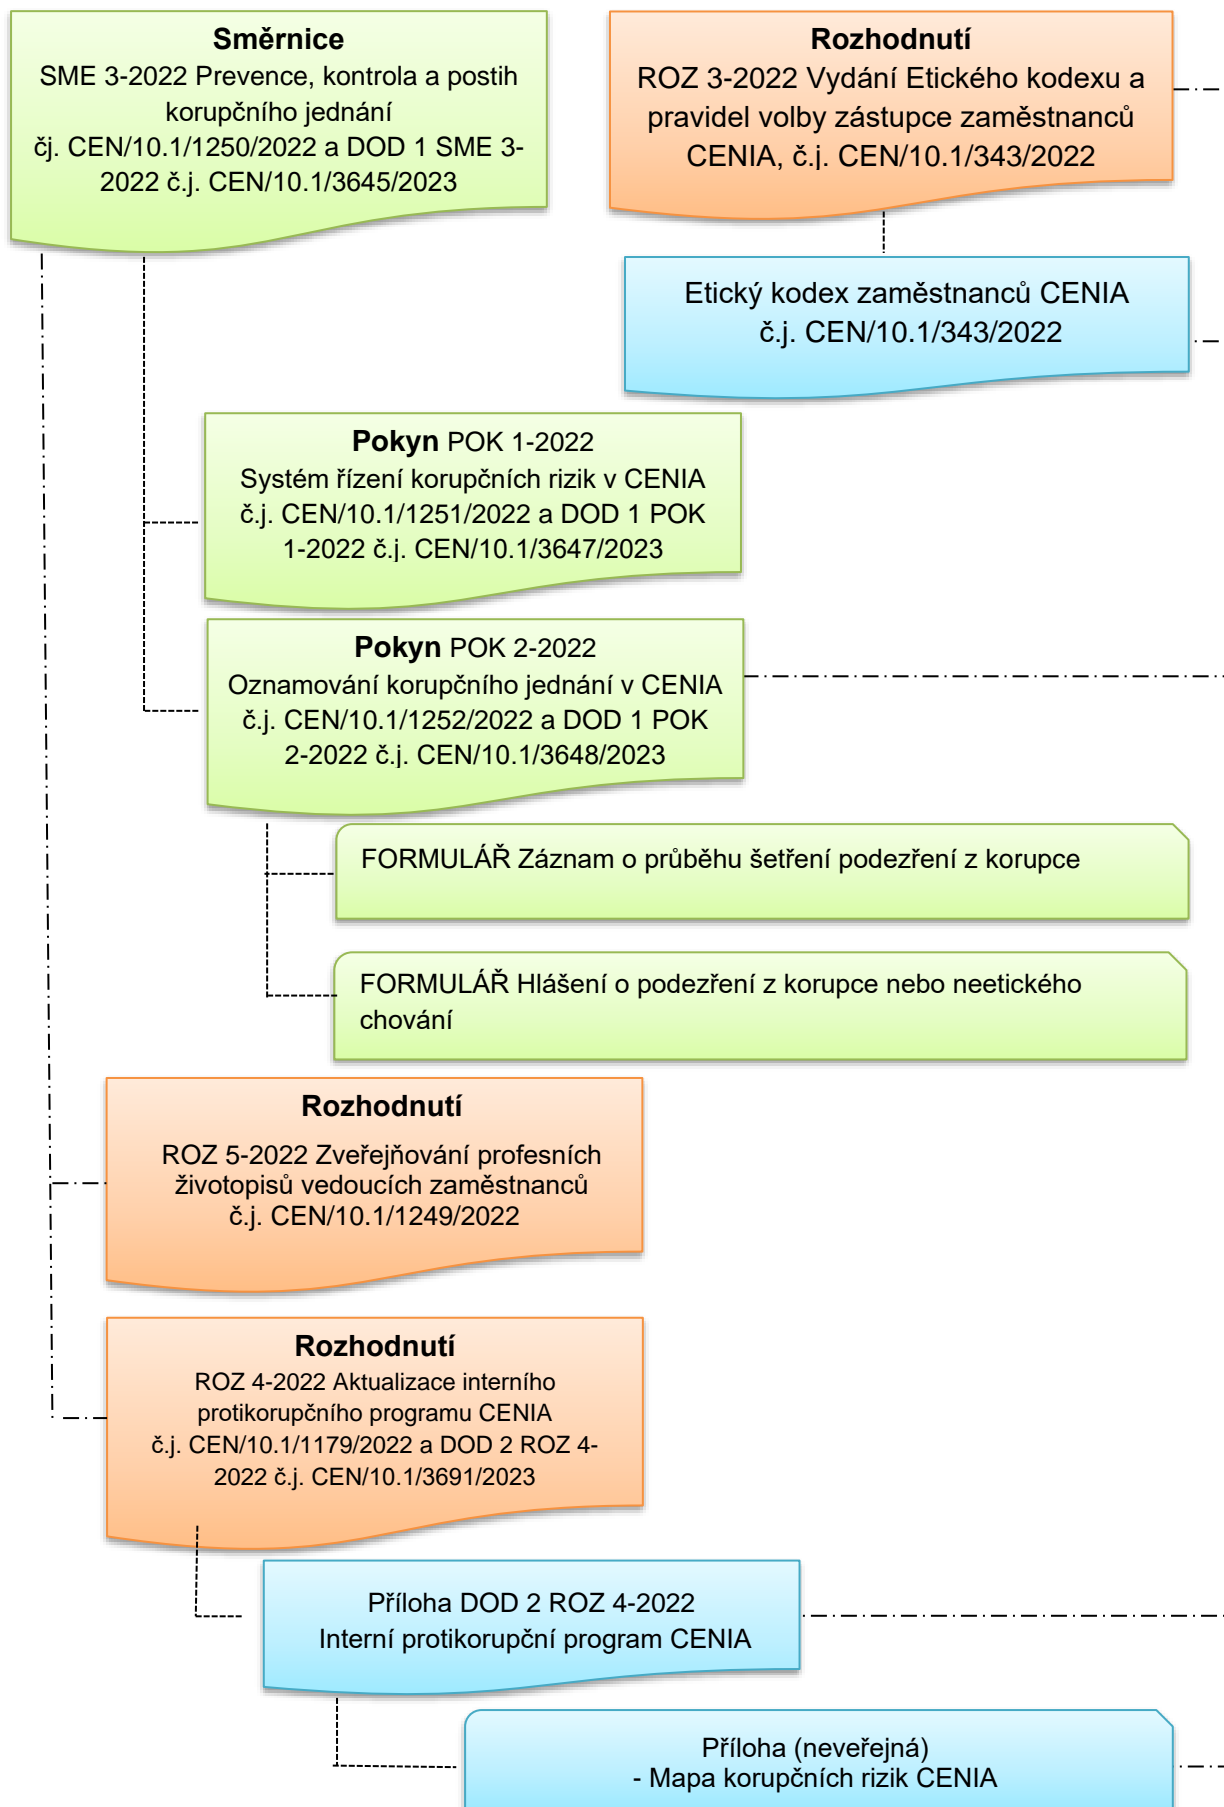 Směrnice
SME 3-2022 Prevence, kontrola a postih
korupčního jednání
čj. CEN/10.1/1250/2022 a DOD 1 SME 3-
2022 č.j. CEN/10.1/3645/2023
Rozhodnutí
ROZ 3-2022 Vydání Etického kodexu a
pravidel volby zástupce zaměstnanců
CENIA, č.j. CEN/10.1/343/2022
Etický kodex zaměstnanců CENIA
č.j. CEN/10.1/343/2022
Pokyn POK 1-2022
Systém řízení korupčních rizik v CENIA
č.j. CEN/10.1/1251/2022 a DOD 1 POK
1-2022 č.j. CEN/10.1/3647/2023
Pokyn POK 2-2022
Oznamování korupčního jednání v CENIA
č.j. CEN/10.1/1252/2022 a DOD 1 POK
2-2022 č.j. CEN/10.1/3648/2023
FORMULÁŘ Záznam o průběhu šetření podezření z korupce
FORMULÁŘ Hlášení o podezření z korupce nebo neetického
chování
Rozhodnutí
ROZ 5-2022 Zveřejňování profesních
životopisů vedoucích zaměstnanců
č.j. CEN/10.1/1249/2022
Rozhodnutí
ROZ 4-2022 Aktualizace interního
protikorupčního programu CENIA
č.j. CEN/10.1/1179/2022 a DOD 2 ROZ 4-
2022 č.j. CEN/10.1/3691/2023
Příloha DOD 2 ROZ 4-2022
Interní protikorupční program CENIA
Příloha (neveřejná)
- Mapa korupčních rizik CENIA